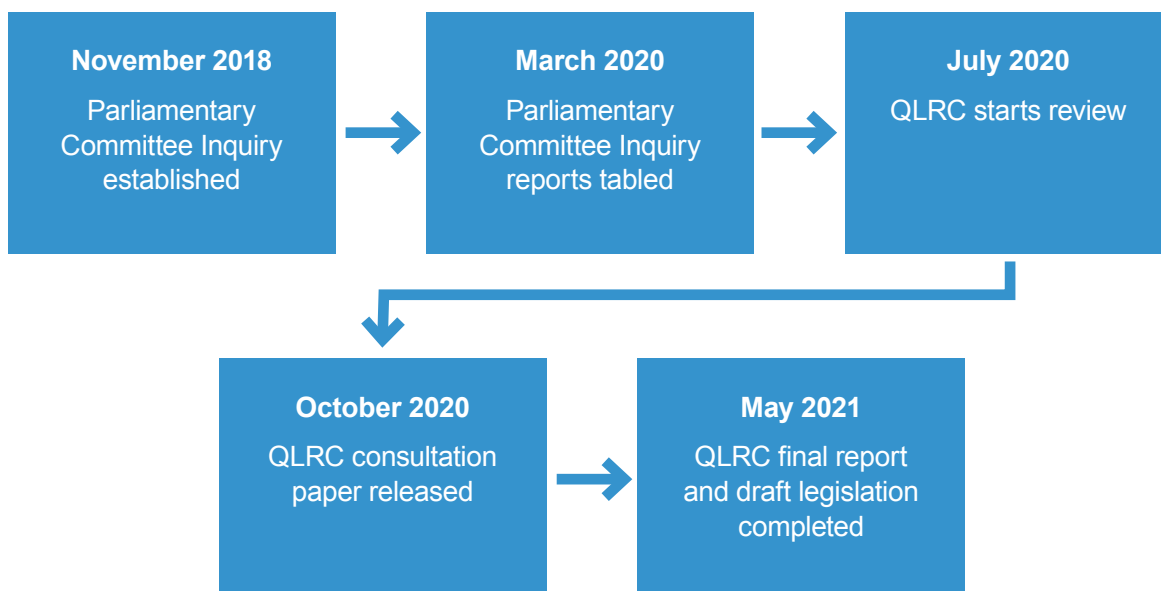 November 2018
Parliamentary
Committee Inquiry
established
March 2020
Parliamentary
Committee Inquiry
reports tabled
July 2020
QLRC starts review
October 2020
QLRC consultation
paper released
May 2021
QLRC final report
and draft legislation
completed